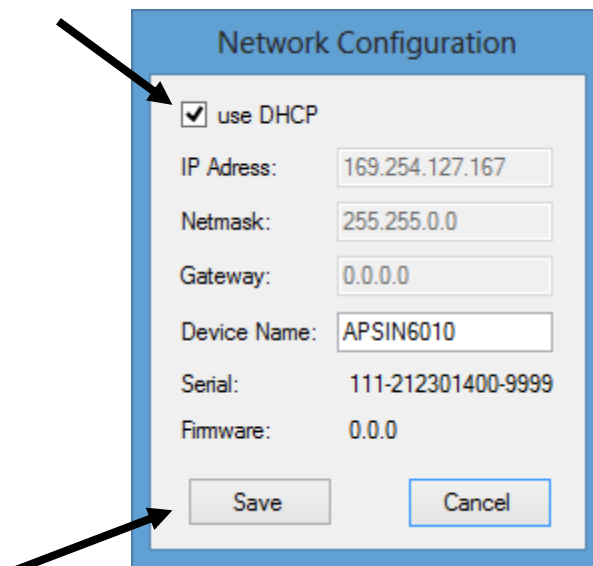 Network Configuration
use DHCP
IP Adress: 169.254.127.167
Netmask: 255.255.0.0
Gateway: 0.0.0.0
Device Name: APSIN6010
Serial: 111-212301400-9999
Firmware: 0.0.0
Save Cancel